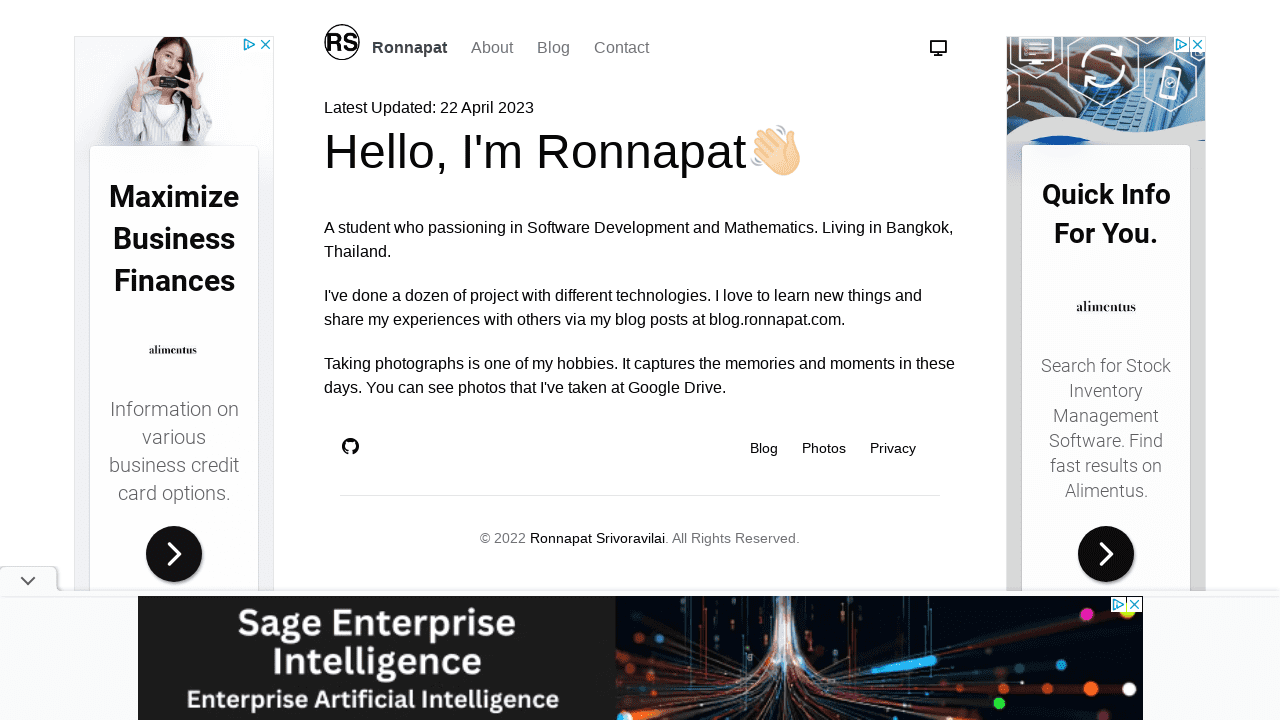 RS
Ronnapat
About
Blog
Contact
Latest Updated: 22 April 2023
Hello, I'm Ronnapat👋🏻
A student who passioning in Software Development and Mathematics. Living in Bangkok,
Thailand.
I've done a dozen of project with different technologies. I love to learn new things and
share my experiences with others via my blog posts at blog.ronnapat.com.
Taking photographs is one of my hobbies. It captures the memories and moments in these
days. You can see photos that I've taken at Google Drive.
Blog
Photos
Privacy
© 2022 Ronnapat Srivoravilai. All Rights Reserved.
Maximize
Business
Finances
alimentus
Information on
various
business credit
card options.
Quick Info
For You.
alimentus
Search for Stock
Inventory
Management
Software. Find
fast results on
Alimentus.
Sage Enterprise
Intelligence
Enterprise Artificial Intelligence